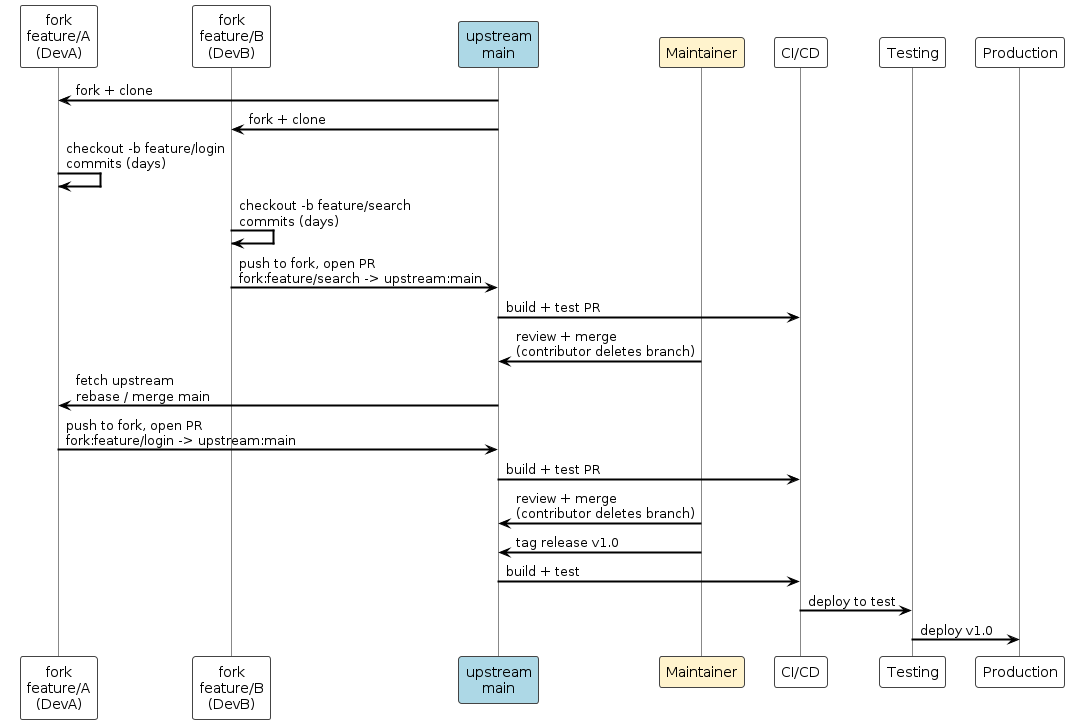 fork
feature/A
(DevA)
fork
feature/B
(DevB)
upstream
main
Maintainer
CI/CD
Testing
Production
fork + clone
fork + clone
checkout -b feature/login
commits (days)
checkout -b feature/search
commits (days)
push to fork, open PR
fork:feature/search -> upstream:main
build + test PR
review + merge
(contributor deletes branch)
fetch upstream
rebase / merge main
push to fork, open PR
fork:feature/login -> upstream:main
build + test PR
review + merge
(contributor deletes branch)
tag release v1.0
build + test
deploy to test
deploy v1.0
fork
feature/A
(DevA)
fork
feature/B
(DevB)
upstream
main
Maintainer
CI/CD
Testing
Production